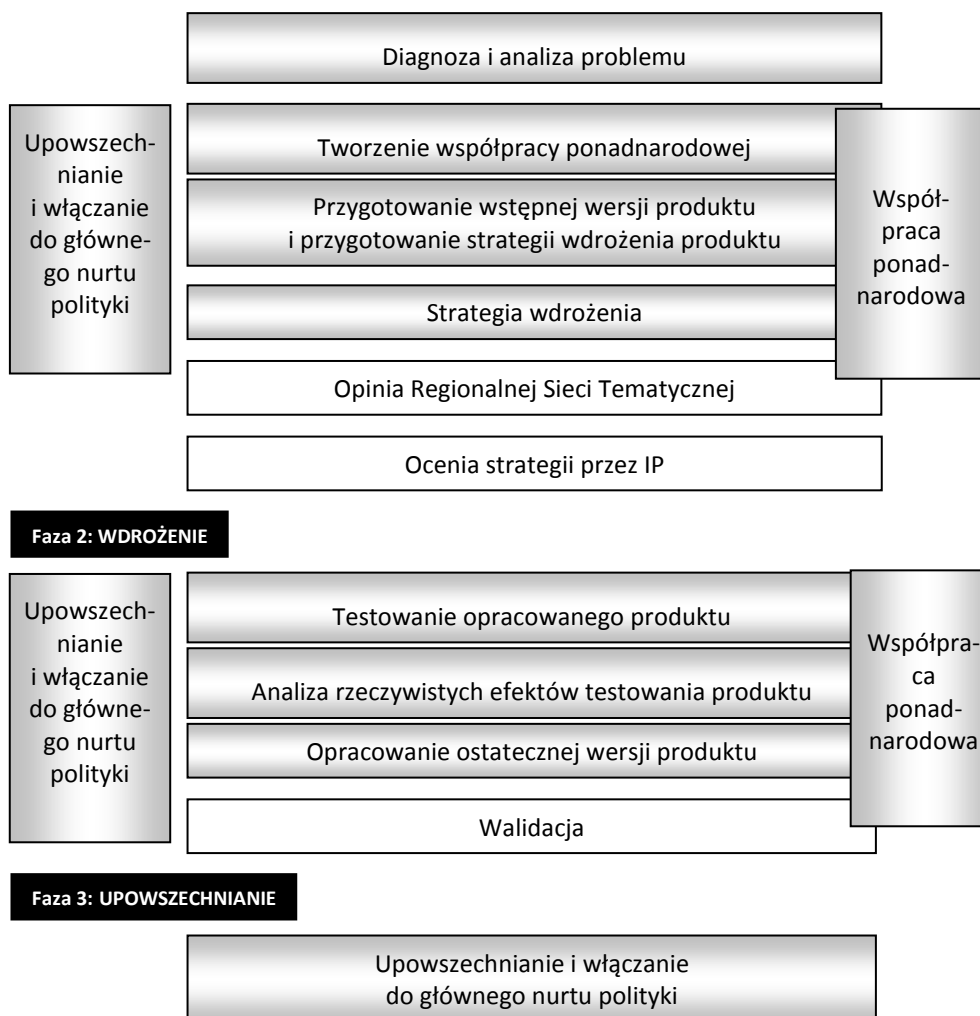 Diagnoza i analiza problemu
Upowszech-
nianie
i włączanie
do główne-
go nurtu
polityki
Tworzenie współpracy ponadnarodowej
Przygotowanie wstępnej wersji produktu
i przygotowanie strategii wdrożenia produktu
Strategia wdrożenia
Współ-
praca
ponad-
narodowa
Opinia Regionalnej Sieci Tematycznej
Ocenia strategii przez IP
Faza 2: WDROŻENIE
Upowszech-
nianie
i włączanie
do główne-
go nurtu
polityki
Testowanie opracowanego produktu
Analiza rzeczywistych efektów testowania produktu
Opracowanie ostatecznej wersji produktu
Współpra-
ca
ponad-
narodowa
Walidacja
Faza 3: UPOWSZECHNIANIE
Upowszechnianie i włączanie
do głównego nurtu polityki